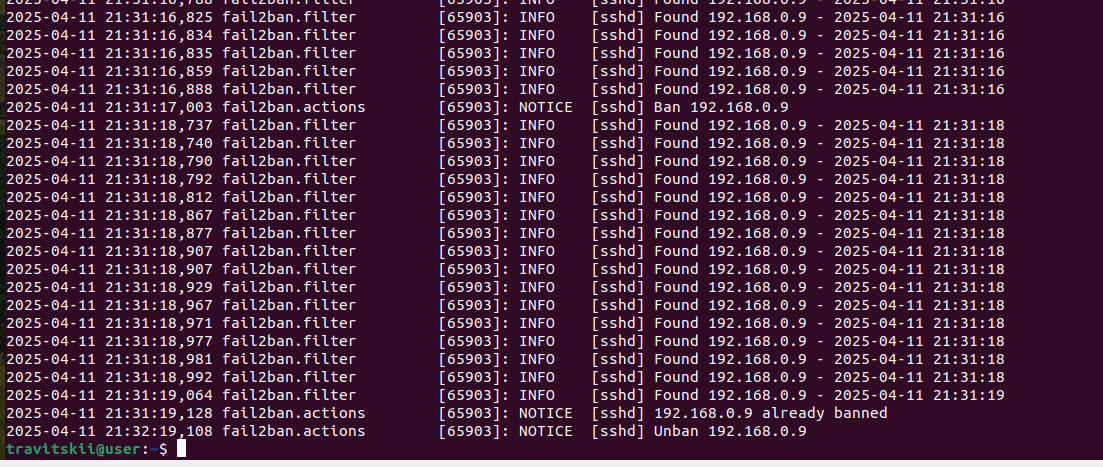 2025-04-11 21:31:16,788 fail2ban.filter [65903]: INFO [sshd] Found 192.168.0.9 - 2025-04-11 21:31:16
2025-04-11 21:31:16,825 fail2ban.filter [65903]: INFO [sshd] Found 192.168.0.9 - 2025-04-11 21:31:16
2025-04-11 21:31:16,834 fail2ban.filter [65903]: INFO [sshd] Found 192.168.0.9 - 2025-04-11 21:31:16
2025-04-11 21:31:16,835 fail2ban.filter [65903]: INFO [sshd] Found 192.168.0.9 - 2025-04-11 21:31:16
2025-04-11 21:31:16,859 fail2ban.filter [65903]: INFO [sshd] Found 192.168.0.9 - 2025-04-11 21:31:16
2025-04-11 21:31:16,888 fail2ban.filter [65903]: INFO [sshd] Found 192.168.0.9 - 2025-04-11 21:31:16
2025-04-11 21:31:17,003 fail2ban.actions [65903]: NOTICE [sshd] Ban 192.168.0.9
2025-04-11 21:31:18,737 fail2ban.filter [65903]: INFO [sshd] Found 192.168.0.9 - 2025-04-11 21:31:18
2025-04-11 21:31:18,740 fail2ban.filter [65903]: INFO [sshd] Found 192.168.0.9 - 2025-04-11 21:31:18
2025-04-11 21:31:18,790 fail2ban.filter [65903]: INFO [sshd] Found 192.168.0.9 - 2025-04-11 21:31:18
2025-04-11 21:31:18,792 fail2ban.filter [65903]: INFO [sshd] Found 192.168.0.9 - 2025-04-11 21:31:18
2025-04-11 21:31:18,812 fail2ban.filter [65903]: INFO [sshd] Found 192.168.0.9 - 2025-04-11 21:31:18
2025-04-11 21:31:18,867 fail2ban.filter [65903]: INFO [sshd] Found 192.168.0.9 - 2025-04-11 21:31:18
2025-04-11 21:31:18,877 fail2ban.filter [65903]: INFO [sshd] Found 192.168.0.9 - 2025-04-11 21:31:18
2025-04-11 21:31:18,907 fail2ban.filter [65903]: INFO [sshd] Found 192.168.0.9 - 2025-04-11 21:31:18
2025-04-11 21:31:18,907 fail2ban.filter [65903]: INFO [sshd] Found 192.168.0.9 - 2025-04-11 21:31:18
2025-04-11 21:31:18,929 fail2ban.filter [65903]: INFO [sshd] Found 192.168.0.9 - 2025-04-11 21:31:18
2025-04-11 21:31:18,967 fail2ban.filter [65903]: INFO [sshd] Found 192.168.0.9 - 2025-04-11 21:31:18
2025-04-11 21:31:18,971 fail2ban.filter [65903]: INFO [sshd] Found 192.168.0.9 - 2025-04-11 21:31:18
2025-04-11 21:31:18,977 fail2ban.filter [65903]: INFO [sshd] Found 192.168.0.9 - 2025-04-11 21:31:18
2025-04-11 21:31:18,981 fail2ban.filter [65903]: INFO [sshd] Found 192.168.0.9 - 2025-04-11 21:31:18
2025-04-11 21:31:18,992 fail2ban.filter [65903]: INFO [sshd] Found 192.168.0.9 - 2025-04-11 21:31:18
2025-04-11 21:31:19,064 fail2ban.filter [65903]: INFO [sshd] Found 192.168.0.9 - 2025-04-11 21:31:19
2025-04-11 21:31:19,128 fail2ban.actions [65903]: NOTICE [sshd] 192.168.0.9 already banned
2025-04-11 21:32:19,108 fail2ban.actions [65903]: NOTICE [sshd] Unban 192.168.0.9
travitskii@user:~$